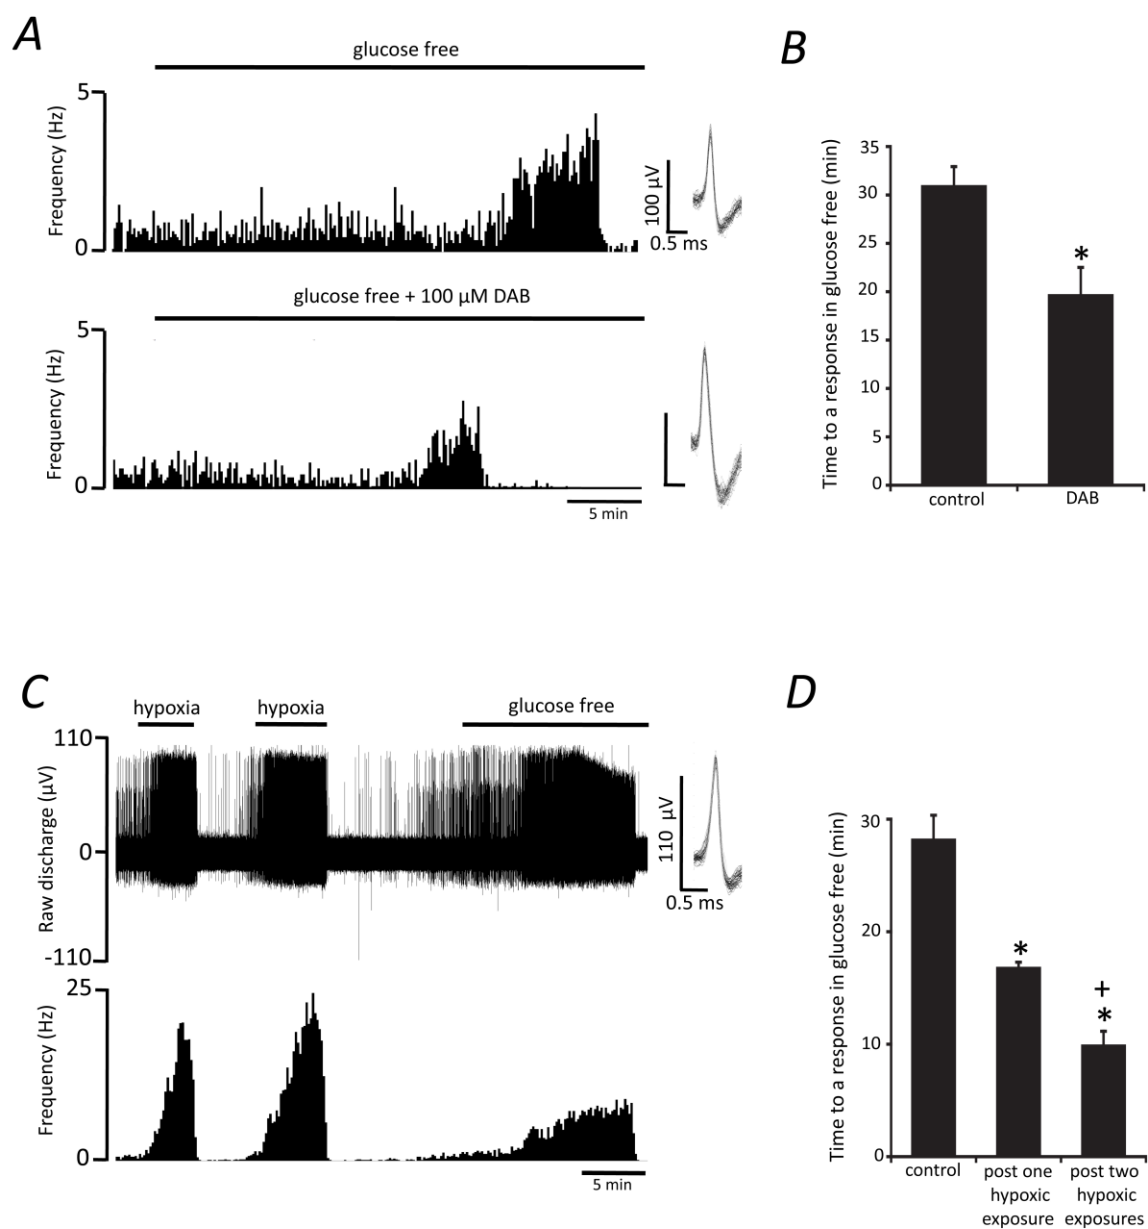 A
glucose free
5
Frequency (Hz)
0
100 µV
0.5 ms
glucose free + 100 µM DAB
5
Frequency (Hz)
0
5 min
B
Time to a response in glucose free (min)
35
30
25
20
15
10
5
0
*
control
DAB
C
hypoxia
hypoxia
glucose free
110
Raw discharge (µV)
0
-110
110 µV
0.5 ms
25
Frequency (Hz)
0
5 min
D
Time to a response in glucose free (min)
30
20
10
0
*
+
*
control
post one
hypoxic
exposure
post two
hypoxic
exposures